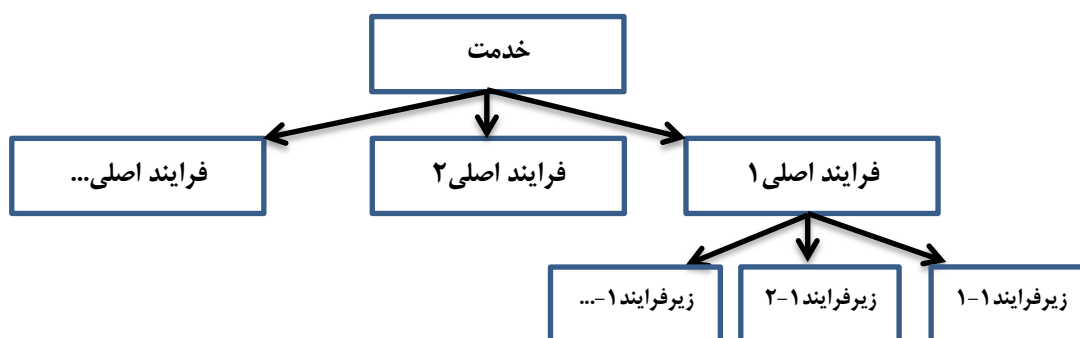 خدمت
فرایند اصلی۱
فرایند اصلی۲
فرایند اصلی...
زیرفرایند۱-۱
زیرفرایند۱-۲
زیرفرایند۱-...